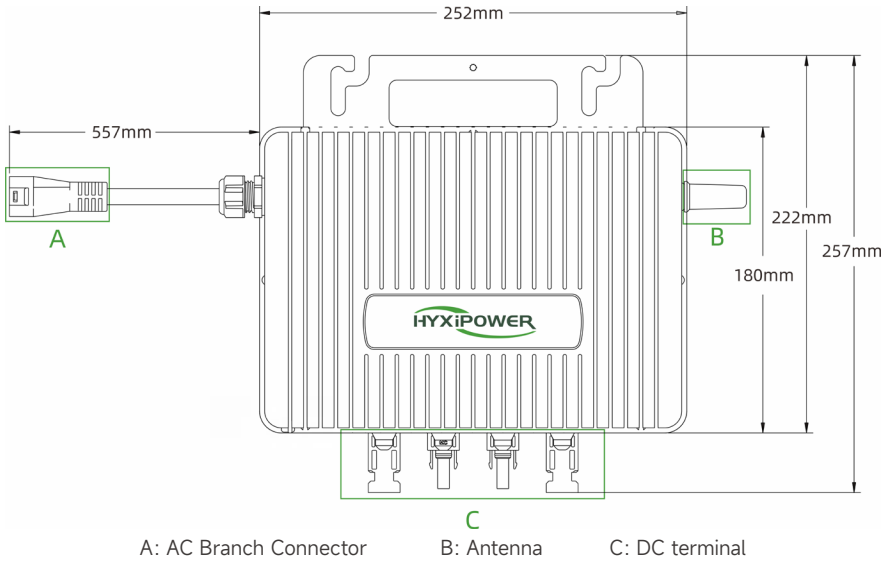 252mm
557mm
A
B
222mm
257mm
180mm
HYXiPOWER
C
A: AC Branch Connector B: Antenna C: DC terminal